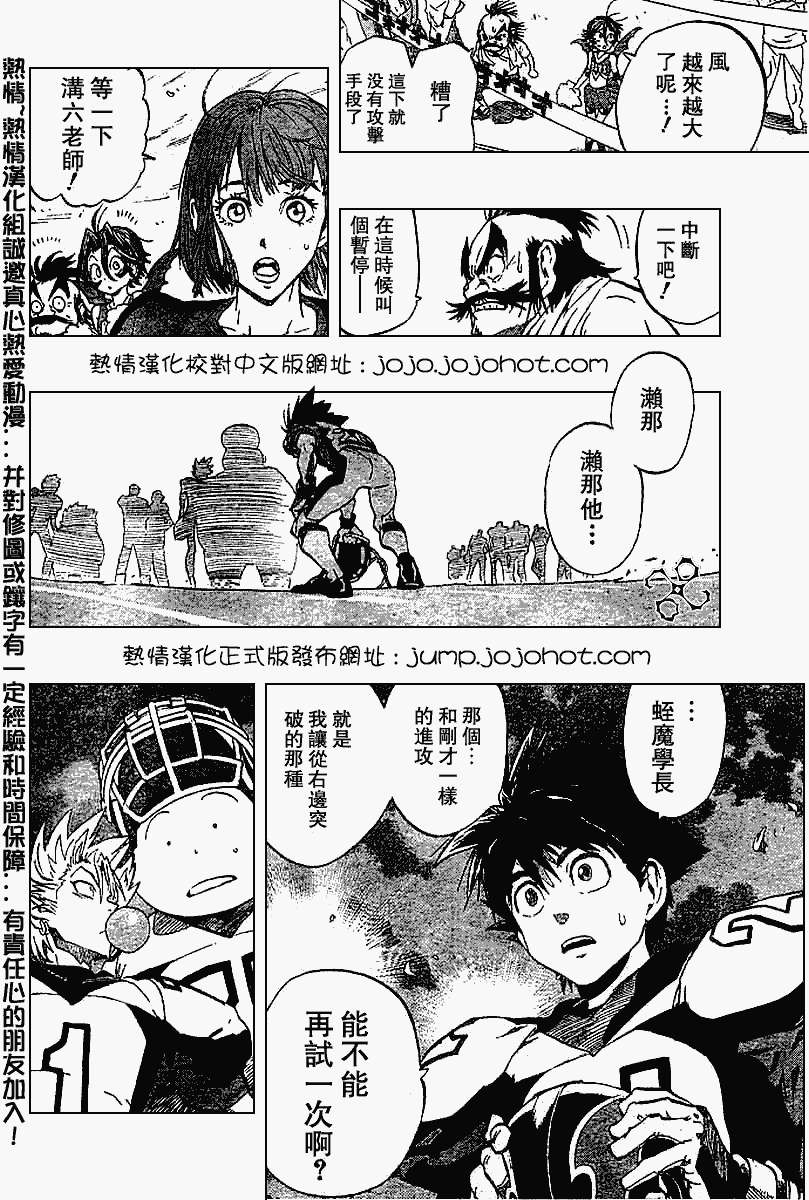 風
越來越大
了呢…!
糟了
這下就
没有攻擊
手段了
中斷
一下吧!
在這時候叫
個暫停——
等一下
溝六老師!
熱情漢化校對中文版網址：jojo.jojohot.com
瀨那
瀨那他…
熱情漢化正式版發布網址：jump.jojohot.com
…
蛭魔學長
那個…
和剛才一樣
的進攻
就是
我讓從右邊突
破的那種
能不能
再試一次啊?
21
1
7
熱情~熱情漢化組誠邀真心熱愛動漫…并對修圖或鑲字有一定經驗和時間保障…有責任心的朋友加入!